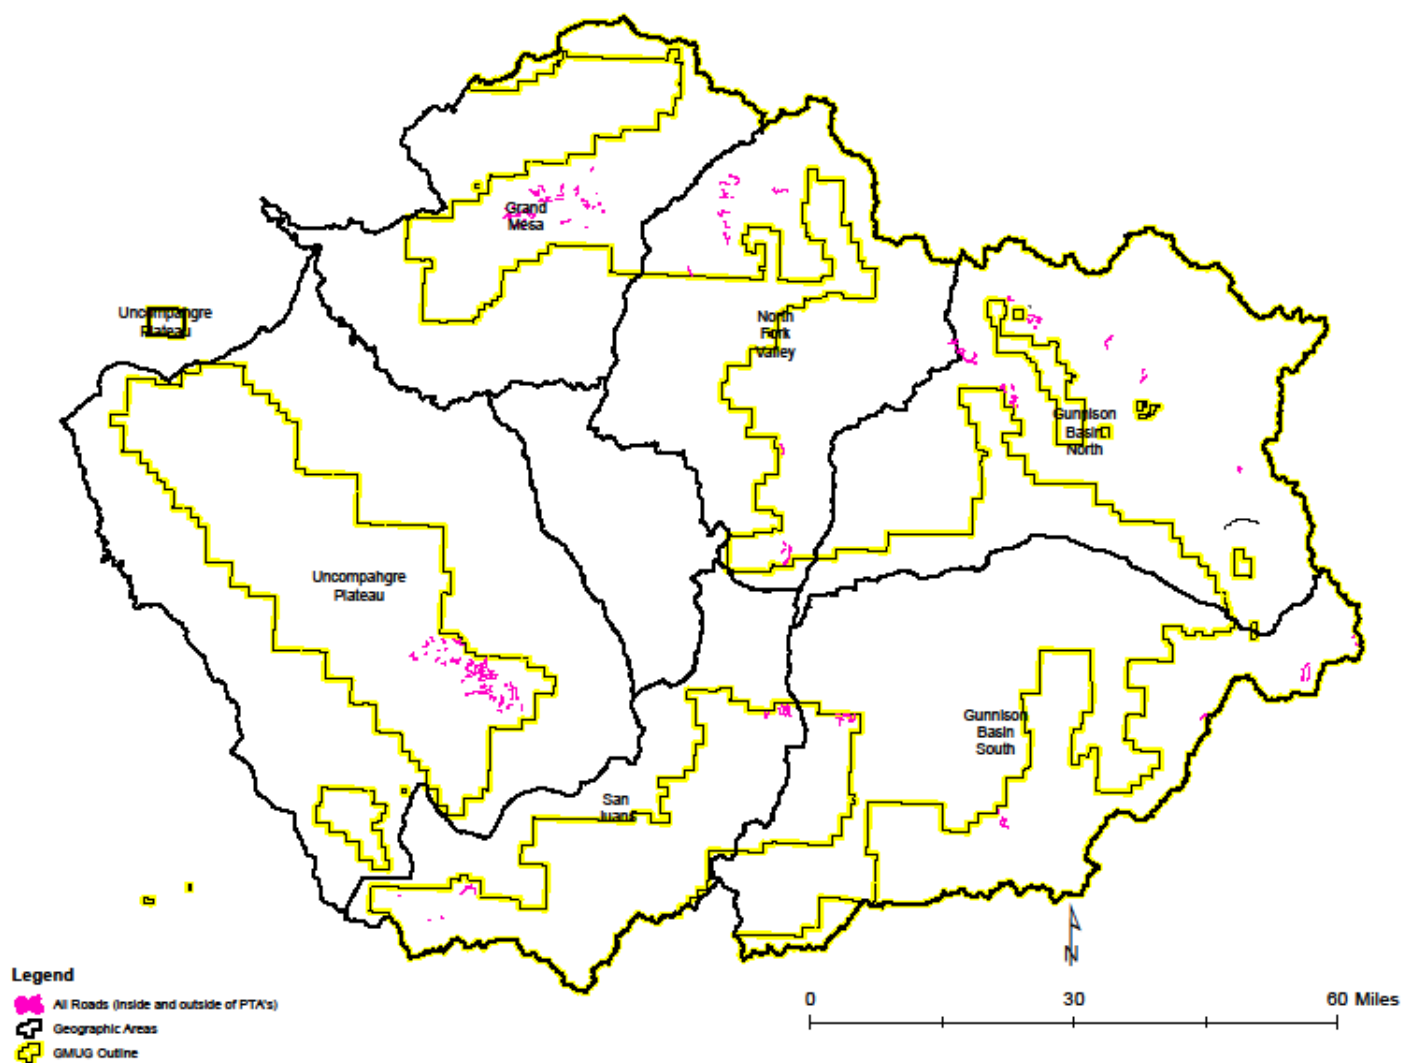 Grand
Mesa
Uncompahgre
Plateau
North
Fork
Valley
Gunnison
Basin
North
Uncompahgre
Plateau
Gunnison
Basin
South
San
Juans
N
Legend
All Roads (inside and outside of PTA's)
Geographic Areas
GMUG Outline
0 30 60 Miles